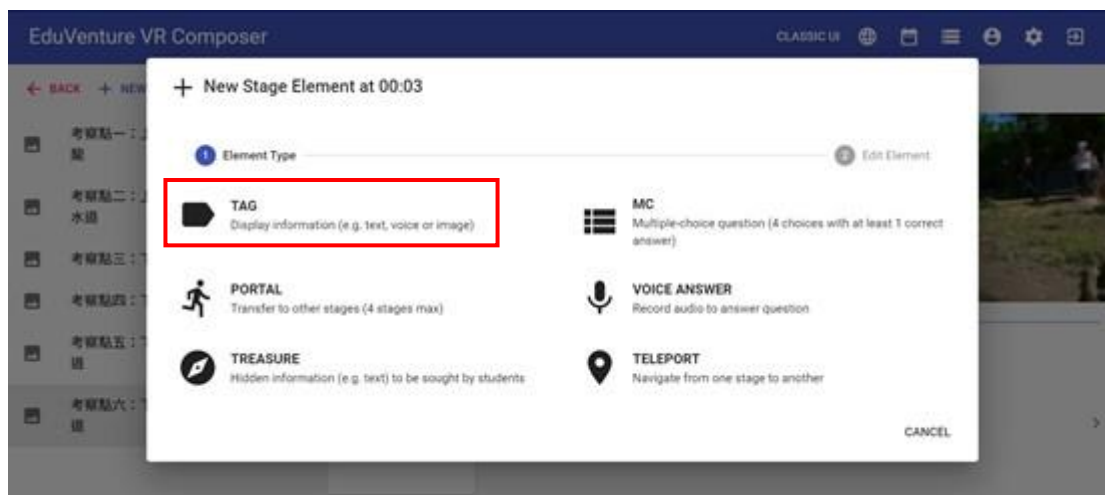 EduVenture VR Composer
CLASSIC UI
BACK + NEW
+ New Stage Element at 00:03
1 Element Type
2 Edit Element
TAG
Display information (e.g. text, voice or image)
MC
Multiple-choice question (4 choices with at least 1 correct
answer)
PORTAL
Transfer to other stages (4 stages max)
VOICE ANSWER
Record audio to answer question
TREASURE
Hidden information (e.g. text) to be sought by students
TELEPORT
Navigate from one stage to another
CANCEL
考察點一：
龍
考察點二：
水道
考察點三：
考察點四：
考察點五：
道
考察點六：
道